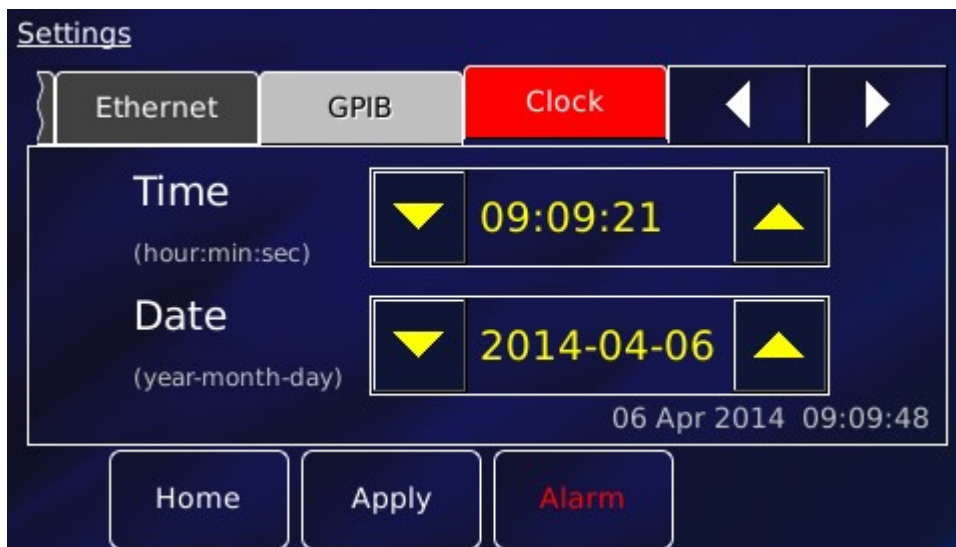 Settings
Ethernet GPIB Clock
Time
(hour:min:sec)
09:09:21
Date
(year-month-day)
2014-04-06
06 Apr 2014 09:09:48
Home Apply Alarm